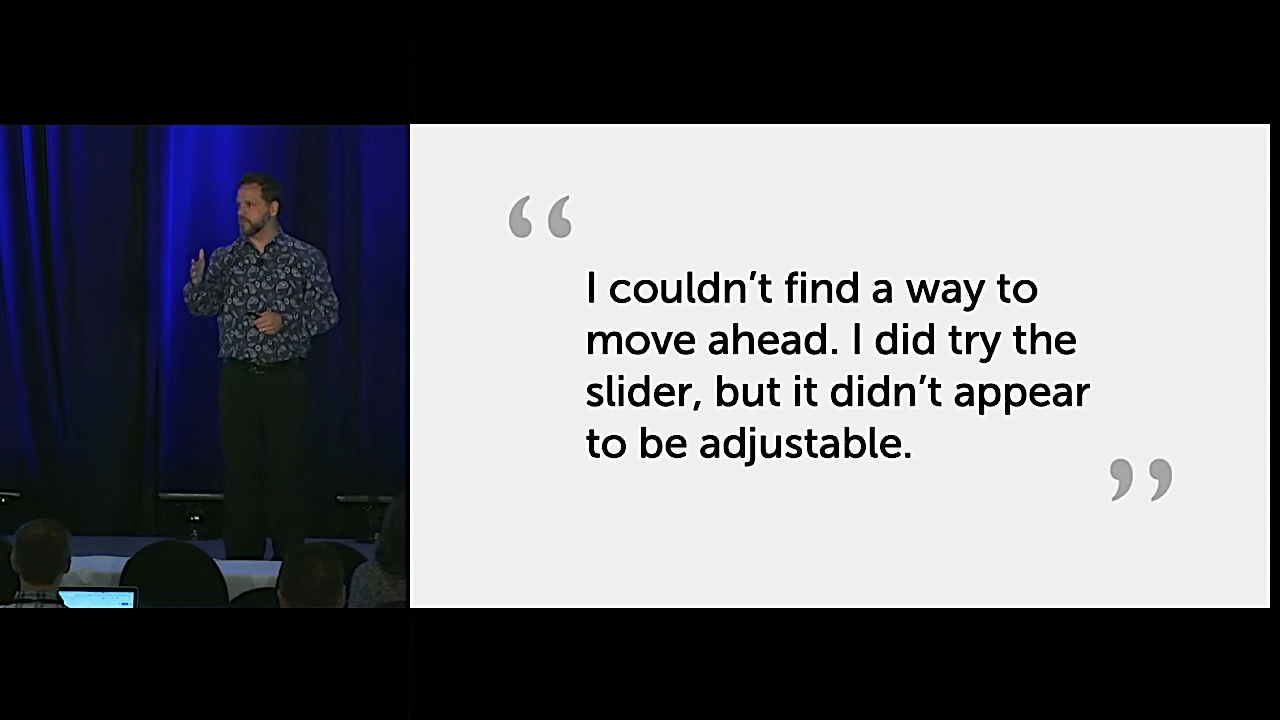 “
I couldn’t find a way to
move ahead. I did try the
slider, but it didn’t appear
to be adjustable.
”